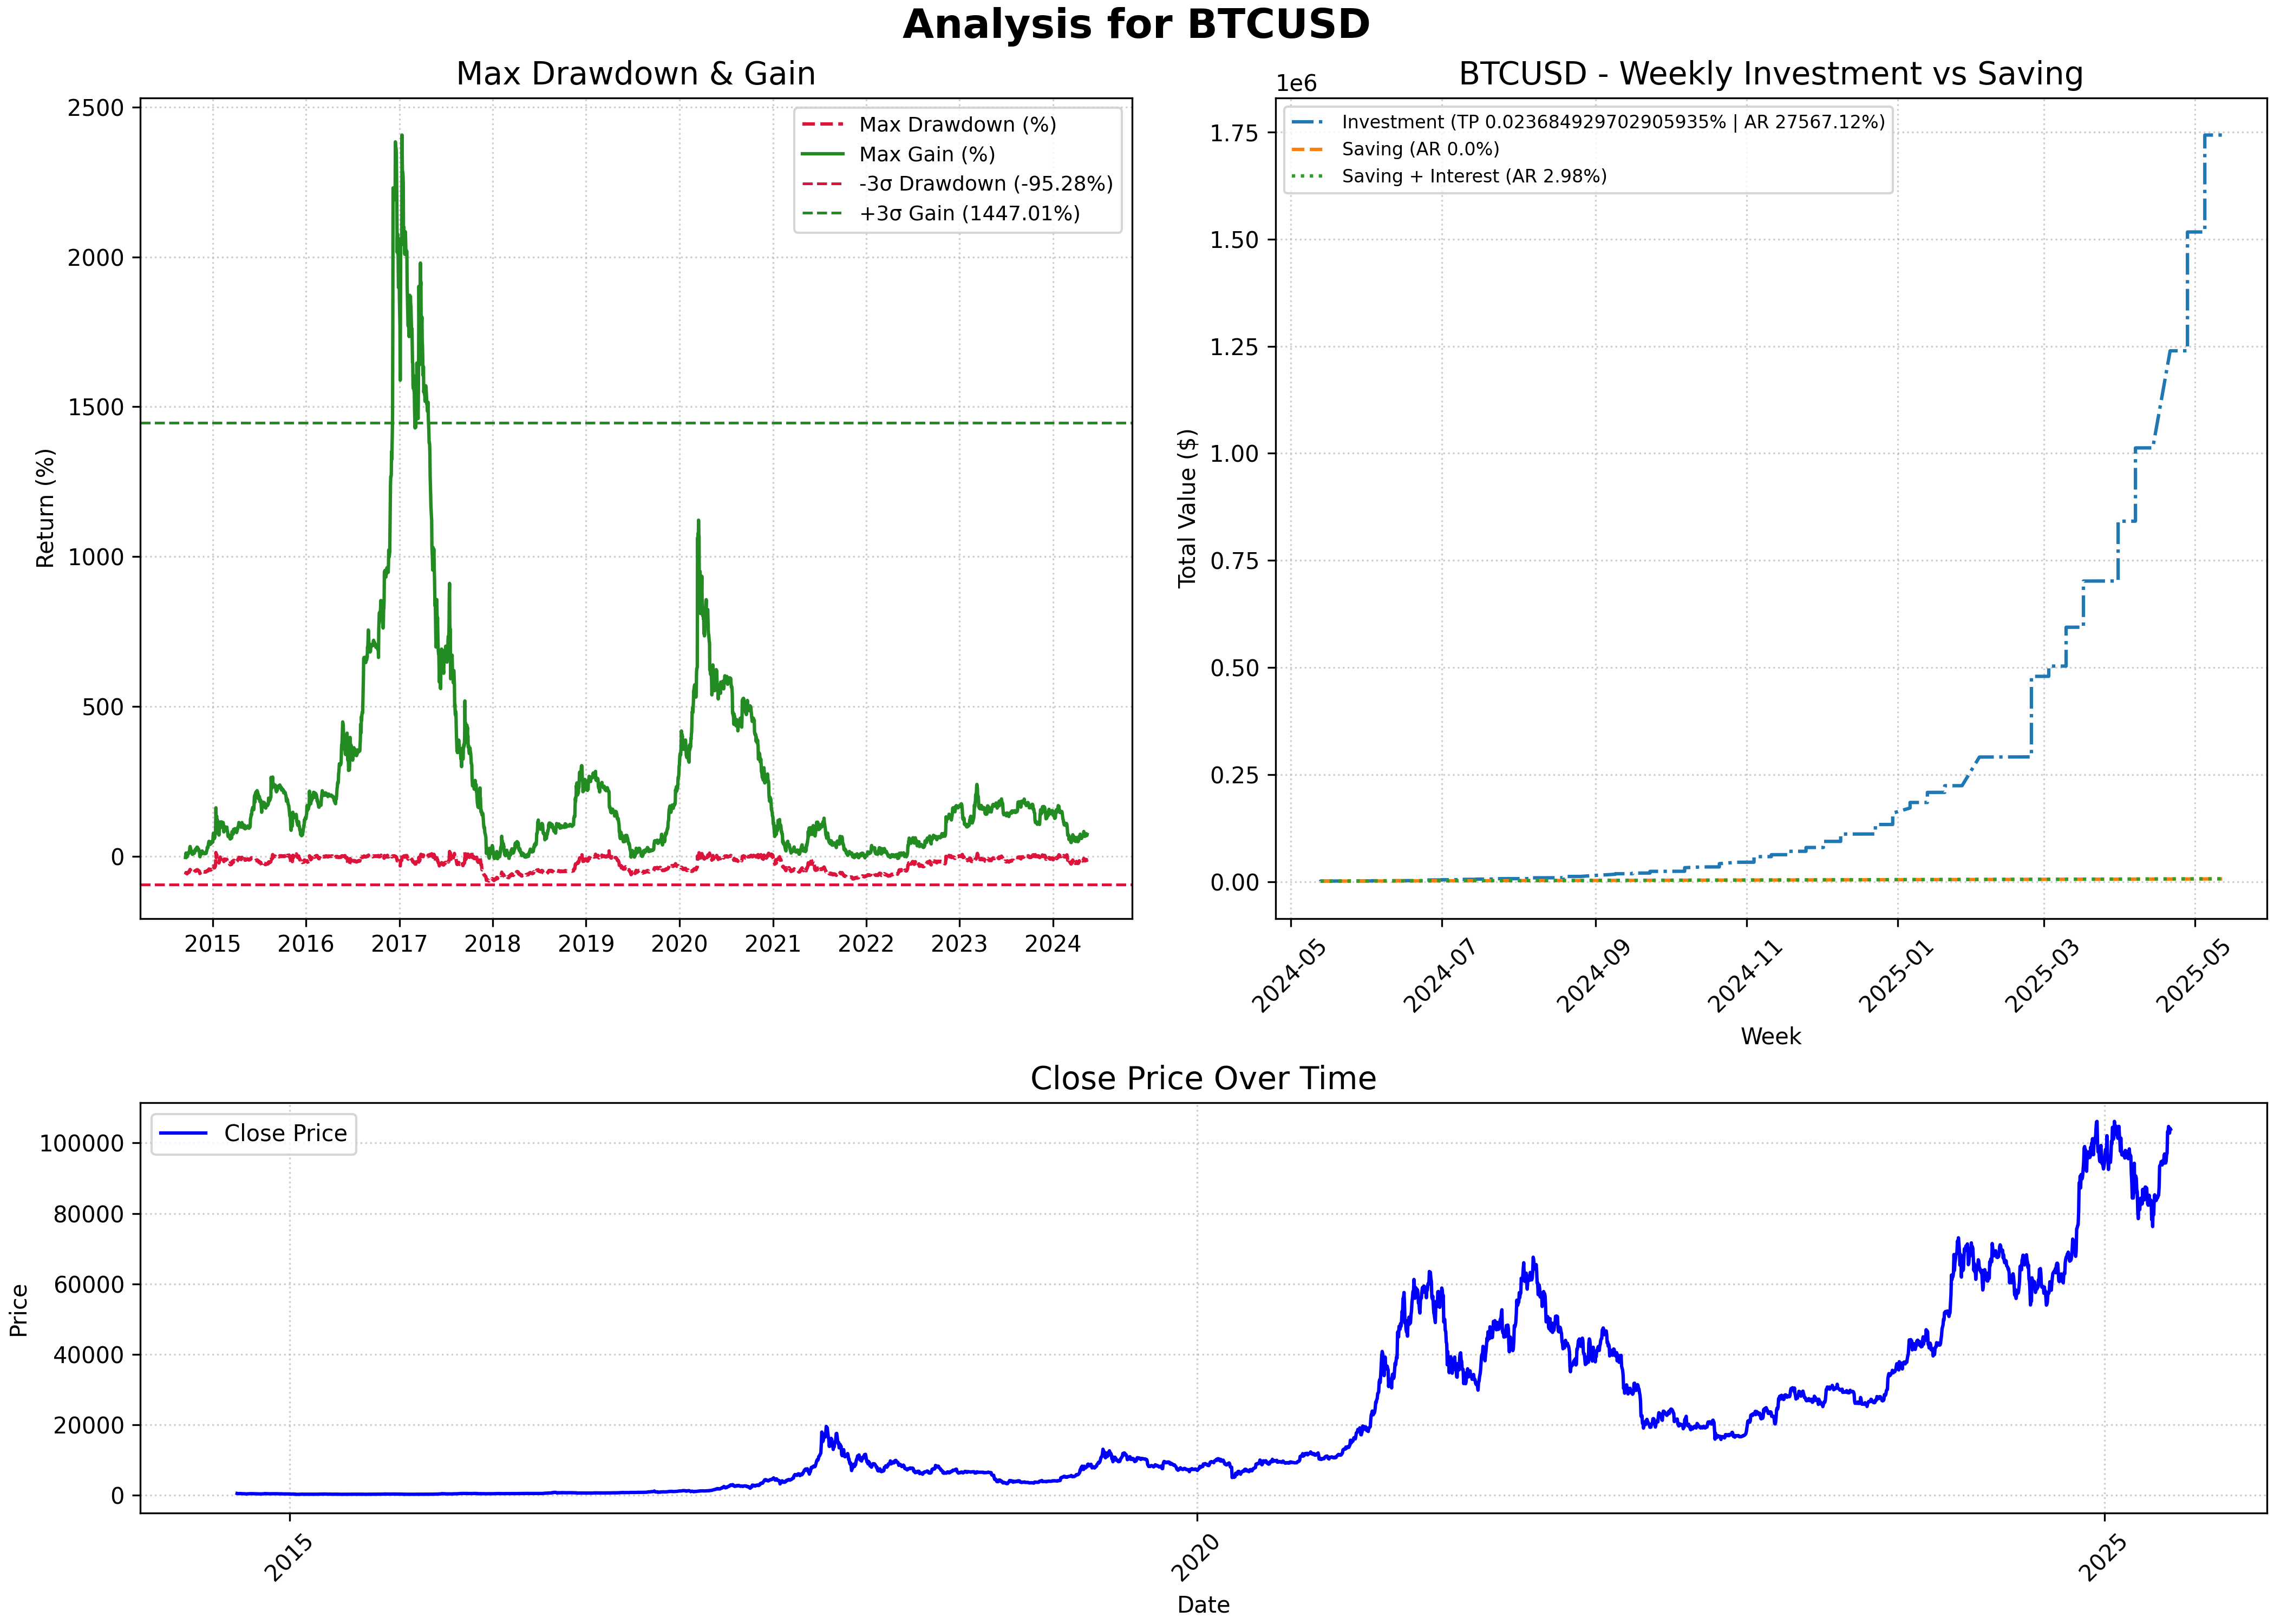 Analysis for BTCUSD
Max Drawdown & Gain
Return (%)
2500
2000
1500
1000
500
0
Max Drawdown (%)
Max Gain (%)
-3σ Drawdown (-95.28%)
+3σ Gain (1447.01%)
2015 2016 2017 2018 2019 2020 2021 2022 2023 2024
BTCUSD - Weekly Investment vs Saving
1e6
Total Value ($)
1.75
1.50
1.25
1.00
0.75
0.50
0.25
0.00
Investment (TP 0.023684929702905935% | AR 27567.12%)
Saving (AR 0.0%)
Saving + Interest (AR 2.98%)
2024-05 2024-07 2024-09 2024-11 2025-01 2025-03 2025-05
Week
Close Price Over Time
Price
100000
80000
60000
40000
20000
0
Close Price
2015 2020 2025
Date